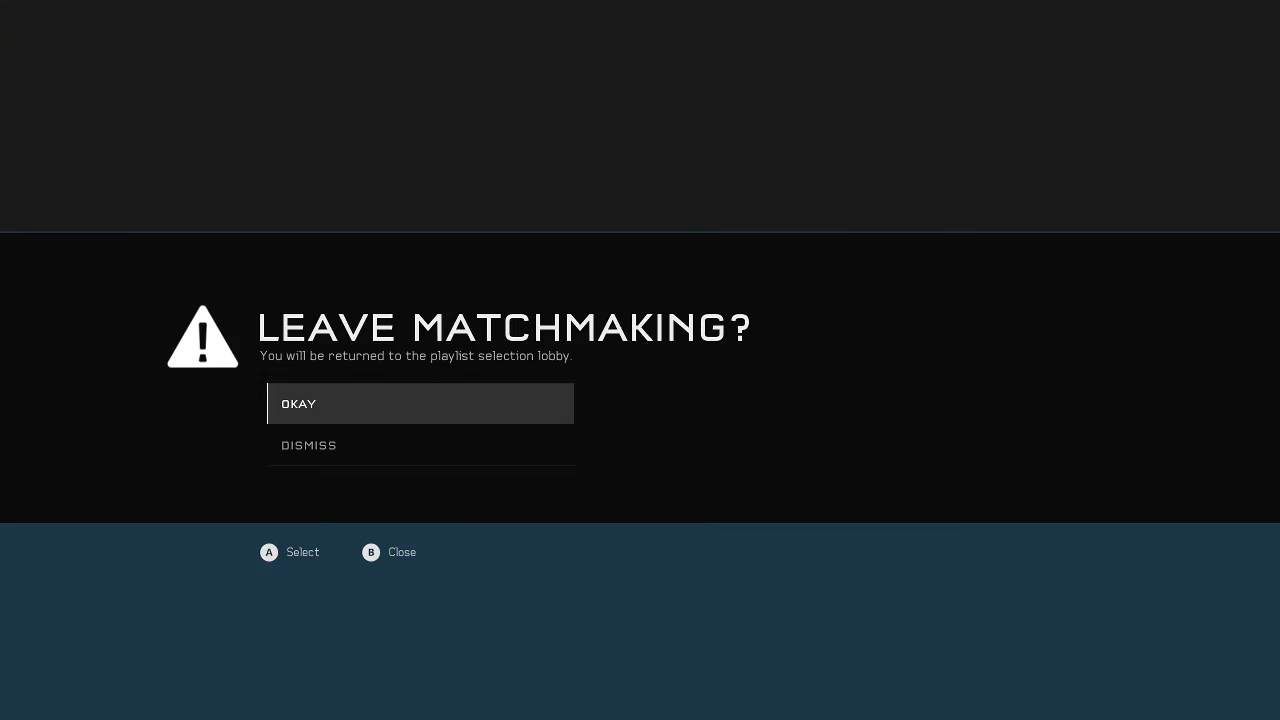 LEAVE MATCHMAKING?
You will be returned to the playlist selection lobby.
OKAY
DISMISS
A Select B Close